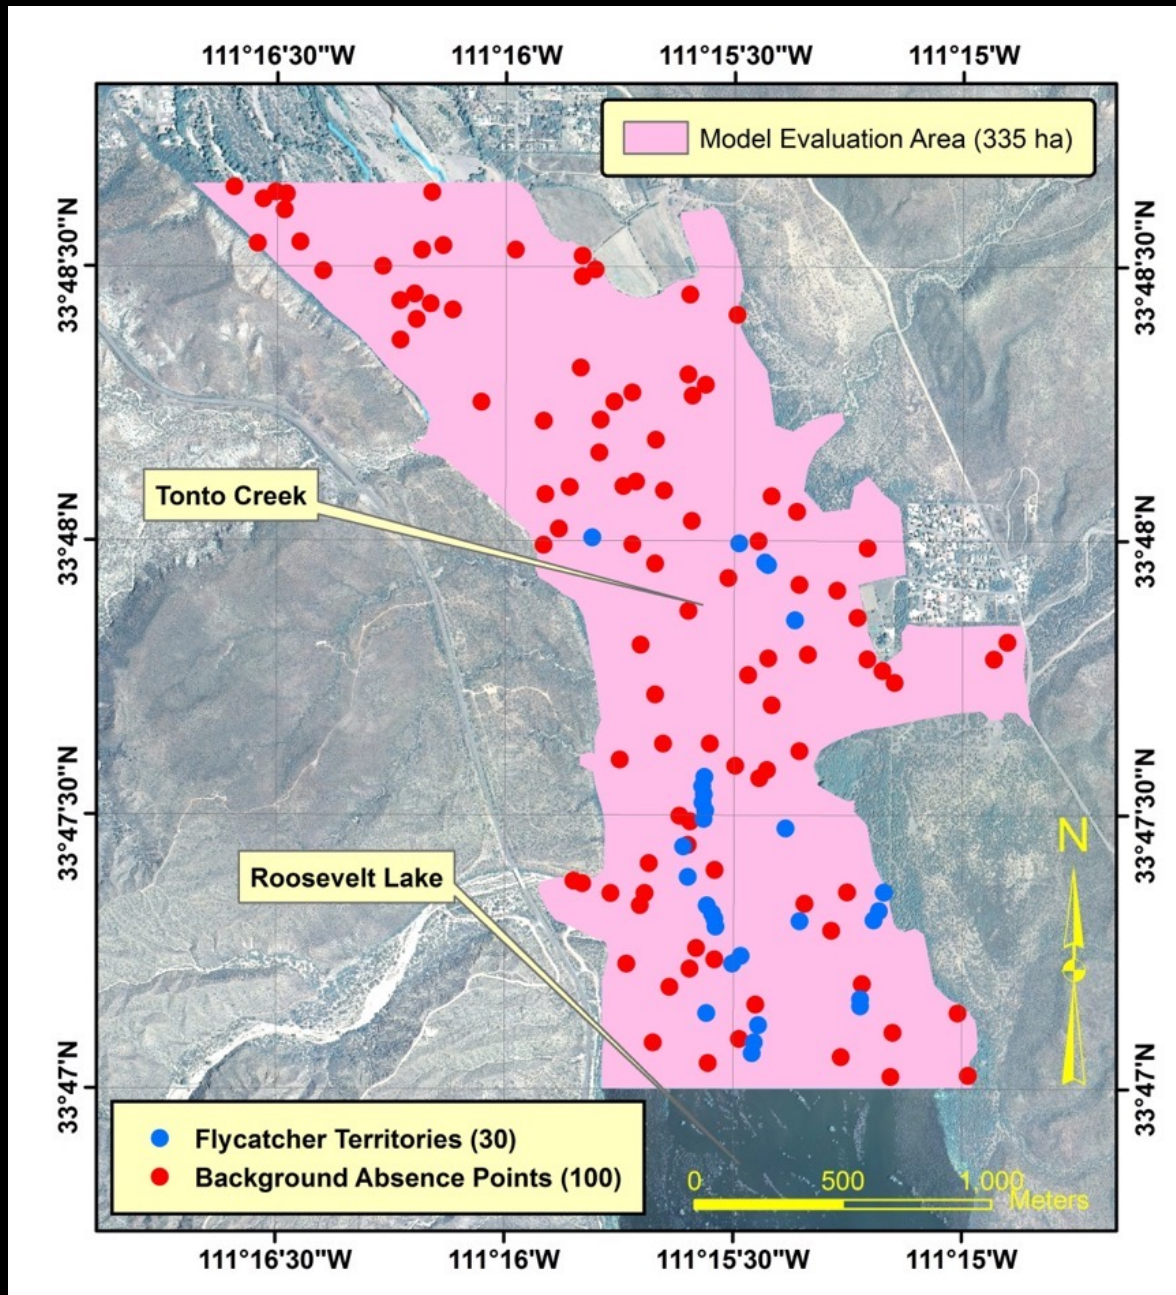 111°16'30"W 111°16'W 111°15'30"W 111°15'W
Model Evaluation Area (335 ha)
33°48'30"N 33°48'30"N
Tonto Creek
33°48'N 33°48'N
33°47'30"N 33°47'30"N
N
Roosevelt Lake
33°47'N 33°47'N
Flycatcher Territories (30)
Background Absence Points (100)
0 500 1,000
Meters
111°16'30"W 111°16'W 111°15'30"W 111°15'W